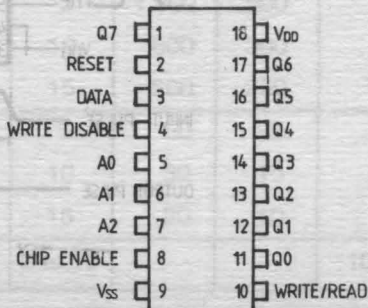 Q7 1 18 VDD
RESET 2 17 Q6
DATA 3 16 Q5
WRITE DISABLE 4 15 Q4
A0 5 14 Q3
A1 6 13 Q2
A2 7 12 Q1
CHIP ENABLE 8 11 Q0
VSS 9 10 WRITE/READ